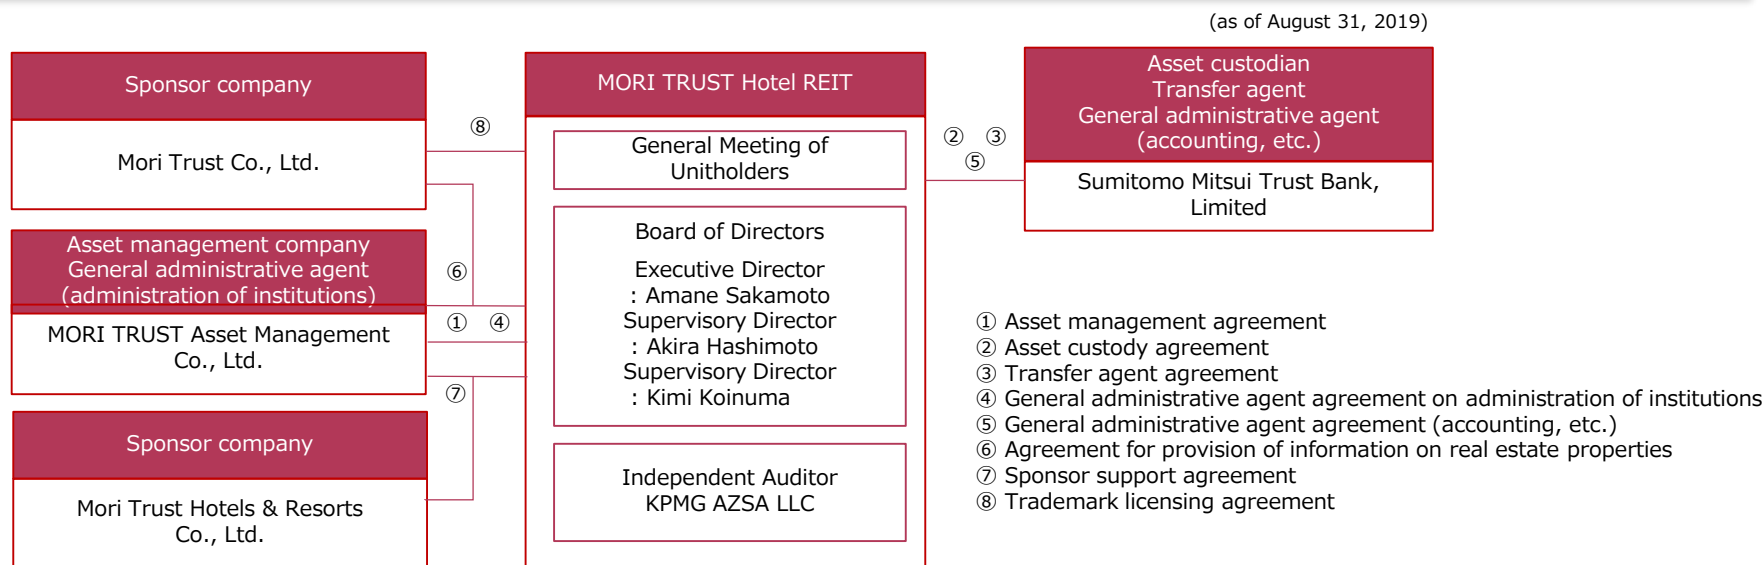 (as of August 31, 2019)
Sponsor company
Mori Trust Co., Ltd.
⑧
Asset management company
General administrative agent
(administration of institutions)
MORI TRUST Asset Management
Co., Ltd.
⑥
① ④
⑦
Sponsor company
Mori Trust Hotels & Resorts
Co., Ltd.
MORI TRUST Hotel REIT
General Meeting of
Unitholders
Board of Directors
Executive Director
: Amane Sakamoto
Supervisory Director
: Akira Hashimoto
Supervisory Director
: Kimi Koinuma
Independent Auditor
KPMG AZSA LLC
② ③
⑤
Asset custodian
Transfer agent
General administrative agent
(accounting, etc.)
Sumitomo Mitsui Trust Bank,
Limited
① Asset management agreement
② Asset custody agreement
③ Transfer agent agreement
④ General administrative agent agreement on administration of institutions
⑤ General administrative agent agreement (accounting, etc.)
⑥ Agreement for provision of information on real estate properties
⑦ Sponsor support agreement
⑧ Trademark licensing agreement